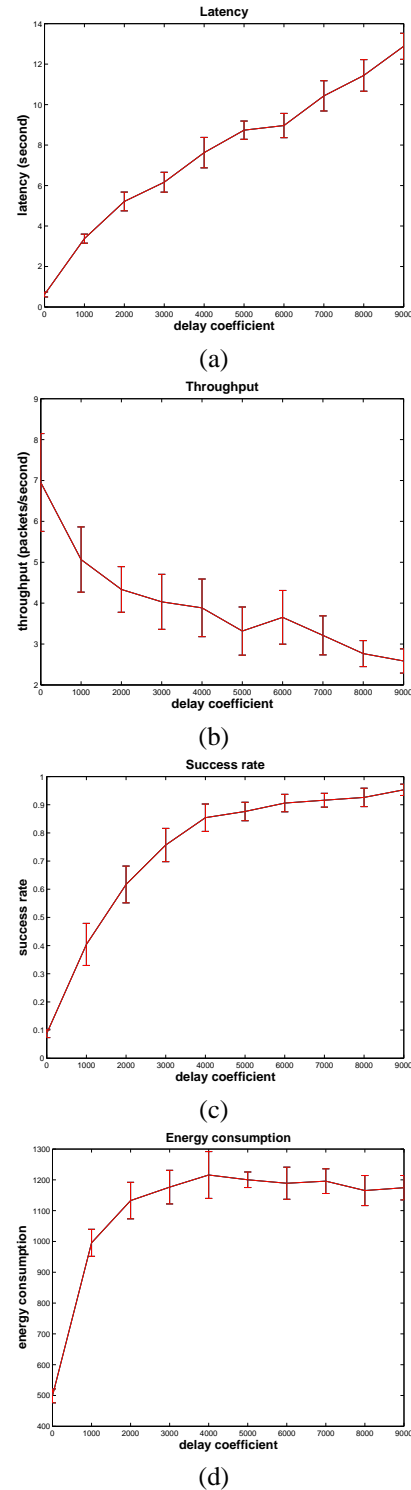 Latency
14
12
10
8
6
4
2
0
latency (second)
0 1000 2000 3000 4000 5000 6000 7000 8000 9000
delay coefficient
(a)
Throughput
9
8
7
6
5
4
3
2
throughput (packets/second)
0 1000 2000 3000 4000 5000 6000 7000 8000 9000
delay coefficient
(b)
Success rate
1
0.9
0.8
0.7
0.6
0.5
0.4
0.3
0.2
0.1
0
success rate
0 1000 2000 3000 4000 5000 6000 7000 8000 9000
delay coefficient
(c)
Energy consumption
1300
1200
1100
1000
900
800
700
600
500
400
energy consumption
0 1000 2000 3000 4000 5000 6000 7000 8000 9000
delay coefficient
(d)